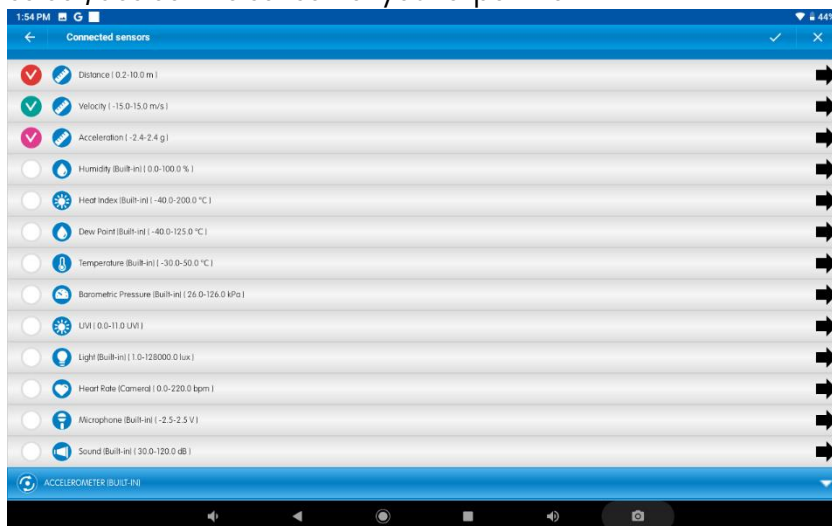 1:54 PM G 44%
Connected sensors
Distance ( 0.2-10.0 m )
Velocity ( -15.0-15.0 m/s )
Acceleration ( -2.4-2.4 g )
Humidity (Built-in) ( 0.0-100.0 % )
Heat Index (Built-in) ( -40.0-200.0 °C )
Dew Point (Built-in) ( -40.0-125.0 °C )
Temperature (Built-in) ( -30.0-50.0 °C )
Barometric Pressure (Built-in) ( 26.0-126.0 kPa )
UVI ( 0.0-11.0 UVI )
Light (Built-in) ( 1.0-128000.0 lux )
Heart Rate (Camera) ( 0.0-220.0 bpm )
Microphone (Built-in) ( -2.5-2.5 V )
Sound (Built-in) ( 30.0-120.0 dB )
ACCELEROMETER (BUILT-IN)